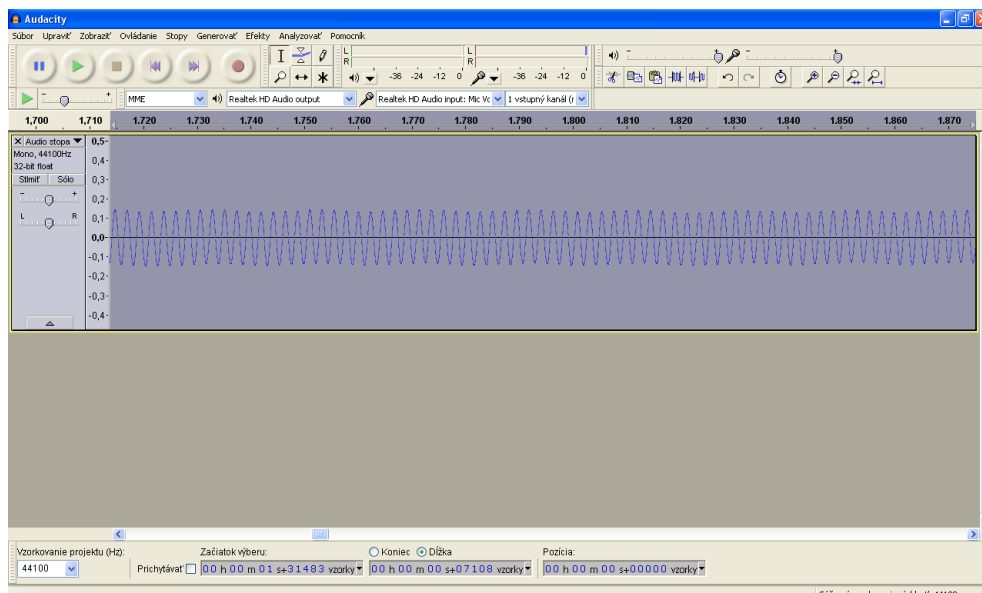 Audacity
Súbor Upraviť Zobraziť Ovládanie Stopy Generovať Efekty Analyzovať Pomocník
L
R
L
R
-36 -24 -12 0
-36 -24 -12 0
MME
Realtek HD Audio output
Realtek HD Audio input: Mic Vc
1 vstupný kanál (r
1,700 1,710 1.720 1.730 1.740 1.750 1.760 1.770 1.780 1.790 1.800 1.810 1.820 1.830 1.840 1.850 1.860 1.870
Audio stopa
Mono, 44100Hz
32-bit float
Stlmiť Sólo
- +
L R
0,5-
0,4-
0,3-
0,2-
0,1-
0,0-
-0,1-
-0,2-
-0,3-
-0,4-
Vzorkovanie projektu (Hz):
Začiatok výberu:
Koniec
Dĺžka
Pozícia:
44100
Prichytávať
00 h 00 m 01 s+31483 vzorky
00 h 00 m 00 s+07108 vzorky
00 h 00 m 00 s+00000 vzorky